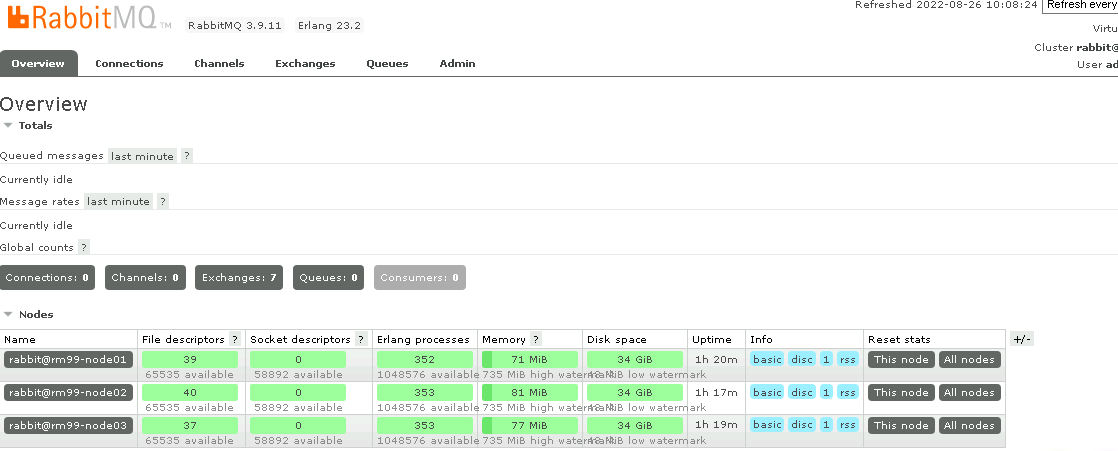 Refreshed 2022-08-26 10:08:24 Refresh every
RabbitMQ TM RabbitMQ 3.9.11 Erlang 23.2
Virtu
Cluster rabbit@
User ad
Overview Connections Channels Exchanges Queues Admin
Overview
Totals
Queued messages last minute ?
Currently idle
Message rates last minute ?
Currently idle
Global counts ?
Connections: 0 Channels: 0 Exchanges: 7 Queues: 0 Consumers: 0
Nodes
Name File descriptors ? Socket descriptors ? Erlang processes Memory ? Disk space Uptime Info Reset stats +/-
rabbit@rm99-node01 39 0 352 71 MiB 34 GiB 1h 20m basic disc 1 rss This node All nodes
65535 available 58892 available 1048576 available 735 MiB high watermark 48 MiB low watermark
rabbit@rm99-node02 40 0 353 81 MiB 34 GiB 1h 17m basic disc 1 rss This node All nodes
65535 available 58892 available 1048576 available 735 MiB high watermark 48 MiB low watermark
rabbit@rm99-node03 37 0 353 77 MiB 34 GiB 1h 19m basic disc 1 rss This node All nodes
65535 available 58892 available 1048576 available 735 MiB high watermark 48 MiB low watermark